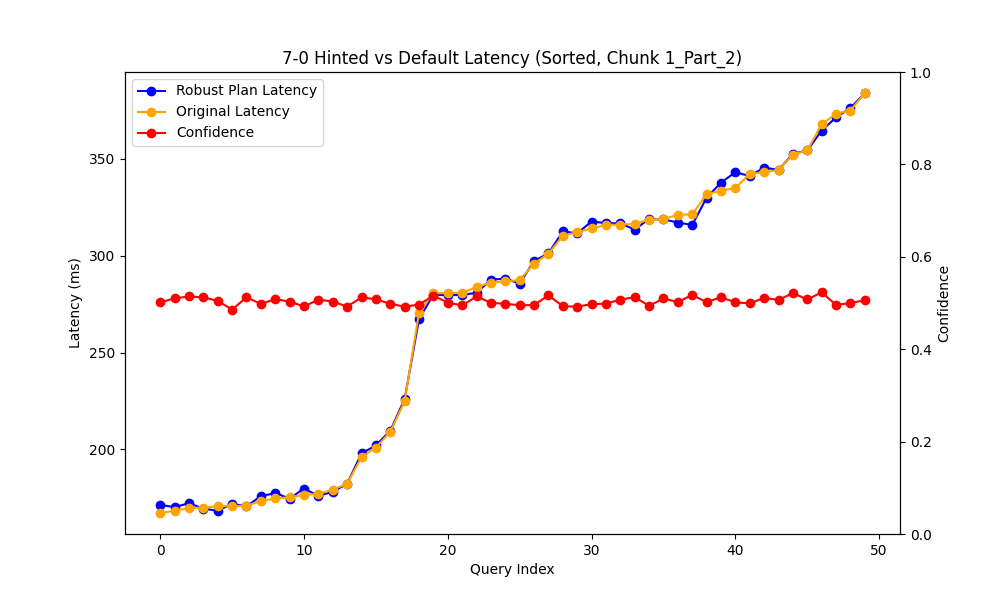 7-0 Hinted vs Default Latency (Sorted, Chunk 1_Part_2)
Robust Plan Latency
Original Latency
Confidence
Latency (ms)
350
300
250
200
1.0
0.8
0.6
0.4
0.2
0.0
Confidence
0 10 20 30 40 50
Query Index